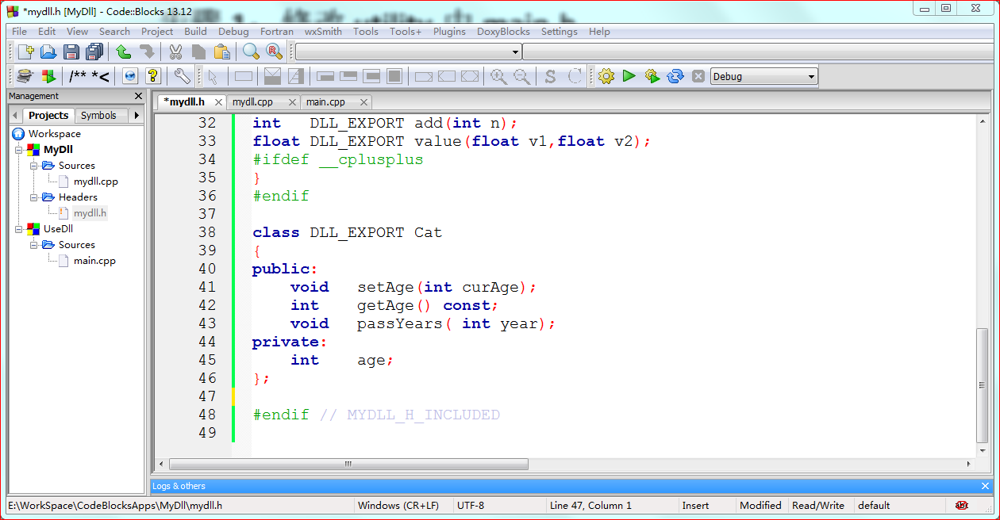 *mydll.h [MyDll] - Code::Blocks 13.12
File Edit View Search Project Build Debug Fortran wxSmith Tools Tools+ Plugins DoxyBlocks Settings Help
/** *< Debug
Management
*mydll.h mydll.cpp main.cpp
Projects Symbols
Workspace
MyDll
Sources
mydll.cpp
Headers
mydll.h
UseDll
Sources
main.cpp
32 int DLL_EXPORT add(int n);
33 float DLL_EXPORT value(float v1,float v2);
34 #ifdef __cplusplus
35 }
36 #endif
37
38 class DLL_EXPORT Cat
39 {
40 public:
41 void setAge(int curAge);
42 int getAge() const;
43 void passYears( int year);
44 private:
45 int age;
46 };
47
48 #endif // MYDLL_H_INCLUDED
49
Logs & others
E:\WorkSpace\CodeBlocksApps\MyDll\mydll.h Windows (CR+LF) UTF-8 Line 47, Column 1 Insert Modified Read/Write default